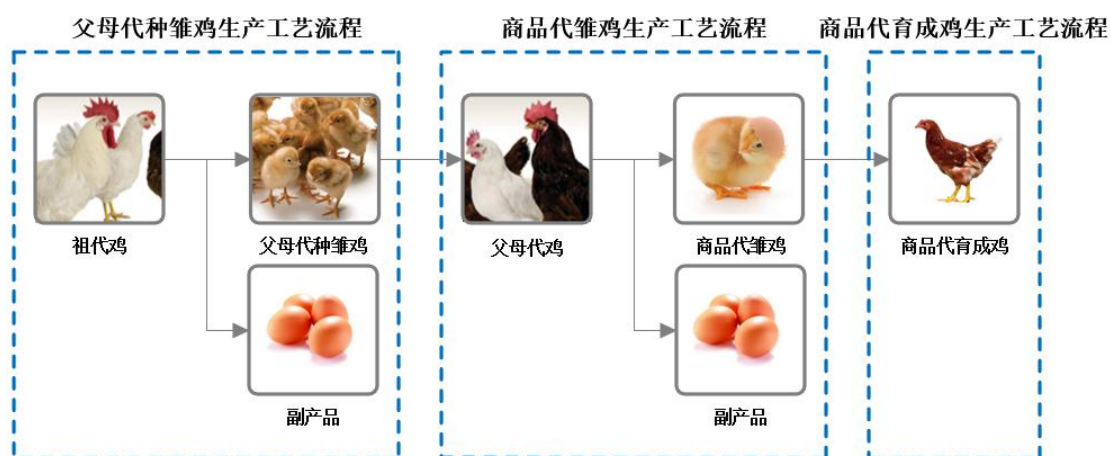 父母代种雏鸡生产工艺流程
商品代雏鸡生产工艺流程
商品代育成鸡生产工艺流程
祖代鸡
父母代种雏鸡
父母代鸡
商品代雏鸡
商品代育成鸡
副产品
副产品